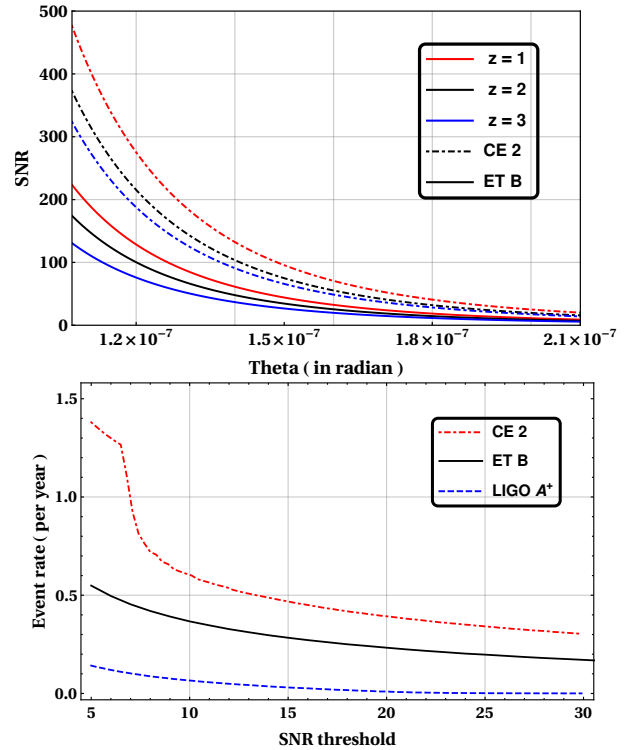 500
400
300
200
100
0
SNR
z = 1
z = 2
z = 3
CE 2
ET B
1.2×10⁻⁷
1.5×10⁻⁷
1.8×10⁻⁷
2.1×10⁻⁷
Theta ( in radian )
1.5
1.0
0.5
0.0
Event rate ( per year )
CE 2
ET B
LIGO A⁺
5
10
15
20
25
30
SNR threshold